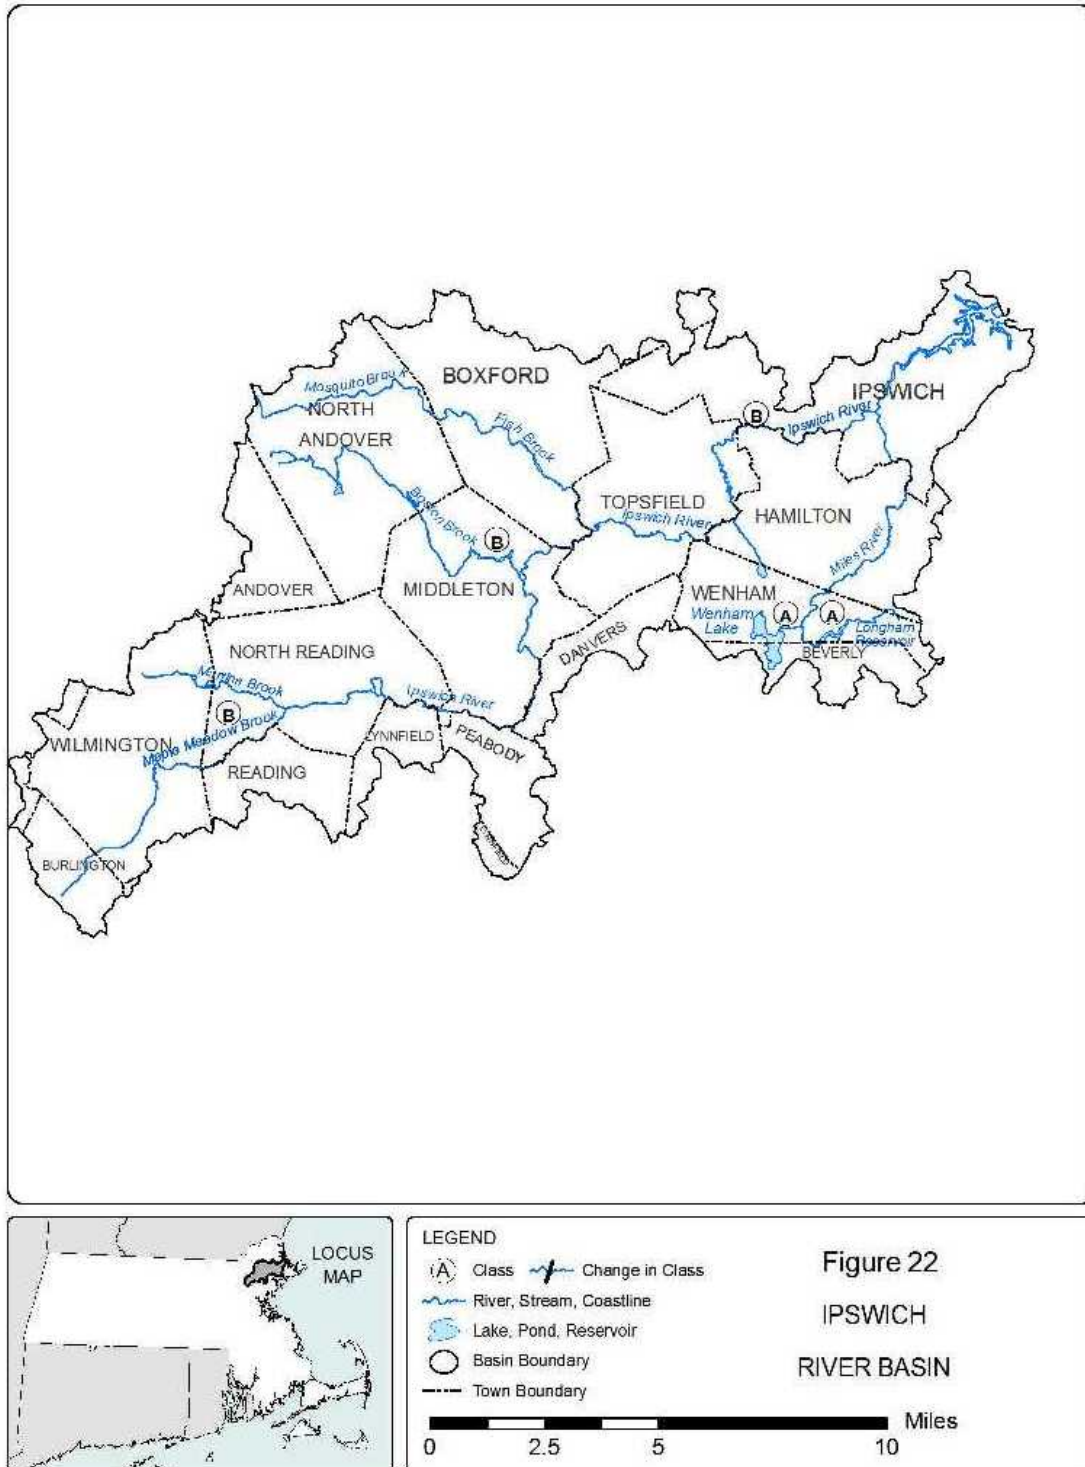 BOXFORD
Mosquito Brook
NORTH
ANDOVER
Fish Brook
IPSWICH
B
Ipswich River
Boston Brook
TOPSFIELD
Ipswich River
HAMILTON
B
MIDDLETON
Miles River
ANDOVER
WENHAM
Wenham
Lake
A
A
Longham
Reservoir
BEVERLY
DANVERS
NORTH READING
Martins Brook
Ipswich River
B
Maple Meadow Brook
WILMINGTON
LYNNFIELD
PEABODY
READING
BURLINGTON
LOCUS
MAP
LEGEND
A Class Change in Class
River, Stream, Coastline
Lake, Pond, Reservoir
Basin Boundary
Town Boundary
Figure 22
IPSWICH
RIVER BASIN
Miles
0 2.5 5 10